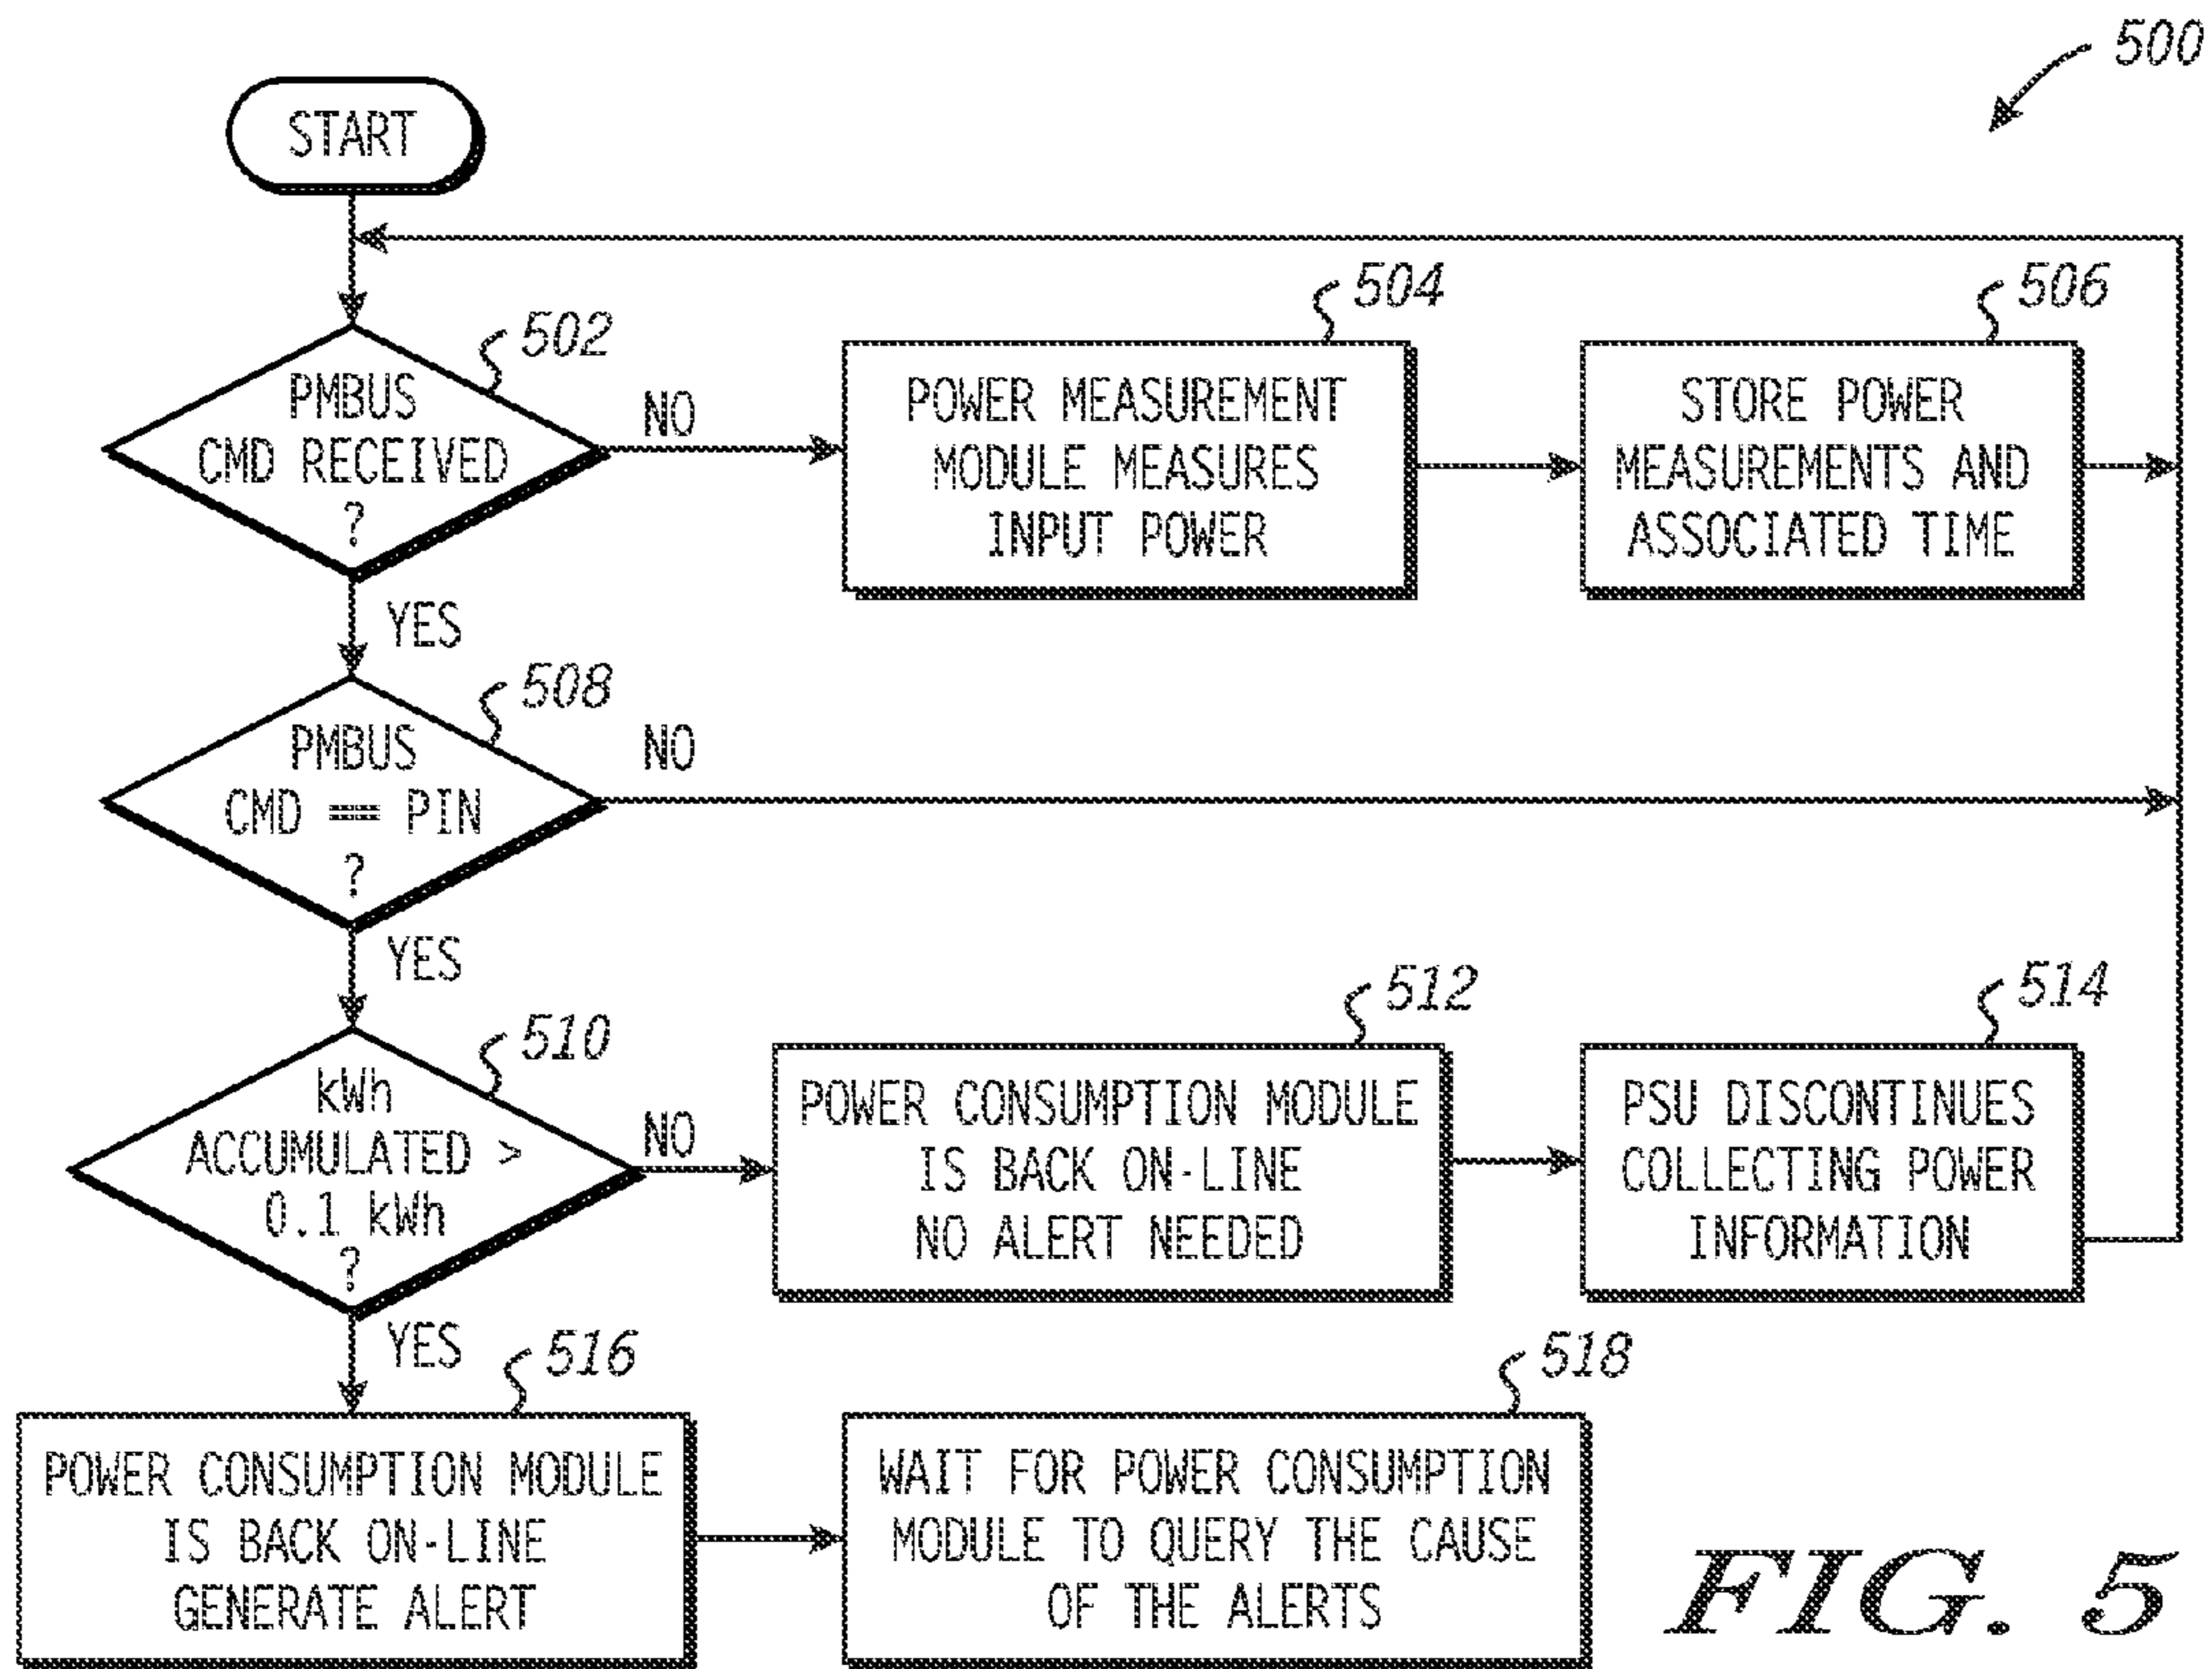 500
START
502
PMBUS
CMD RECEIVED
?
NO
504
POWER MEASUREMENT
MODULE MEASURES
INPUT POWER
506
STORE POWER
MEASUREMENTS AND
ASSOCIATED TIME
YES
508
PMBUS
CMD == PIN
?
NO
YES
510
kWh
ACCUMULATED >
0.1 kWh
?
NO
512
POWER CONSUMPTION MODULE
IS BACK ON-LINE
NO ALERT NEEDED
514
PSU DISCONTINUES
COLLECTING POWER
INFORMATION
YES
516
POWER CONSUMPTION MODULE
IS BACK ON-LINE
GENERATE ALERT
518
WAIT FOR POWER CONSUMPTION
MODULE TO QUERY THE CAUSE
OF THE ALERTS
FIG. 5